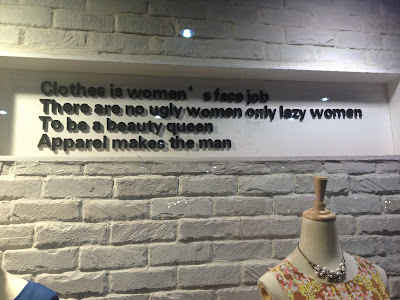 Clothes is women's face job
There are no ugly women only lazy women
To be a beauty queen
Apparel makes the man